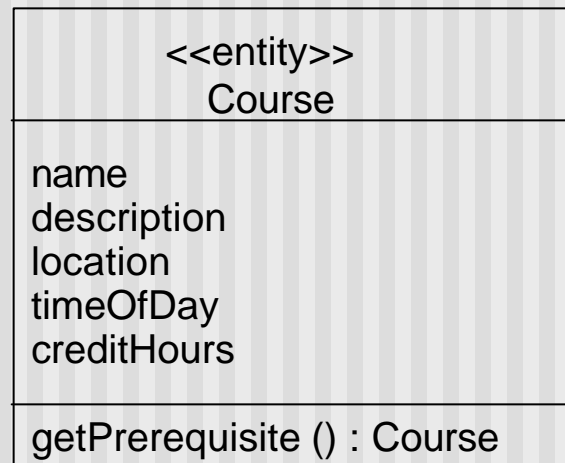 <<entity>>
Course
name
description
location
timeOfDay
creditHours
getPrerequisite () : Course